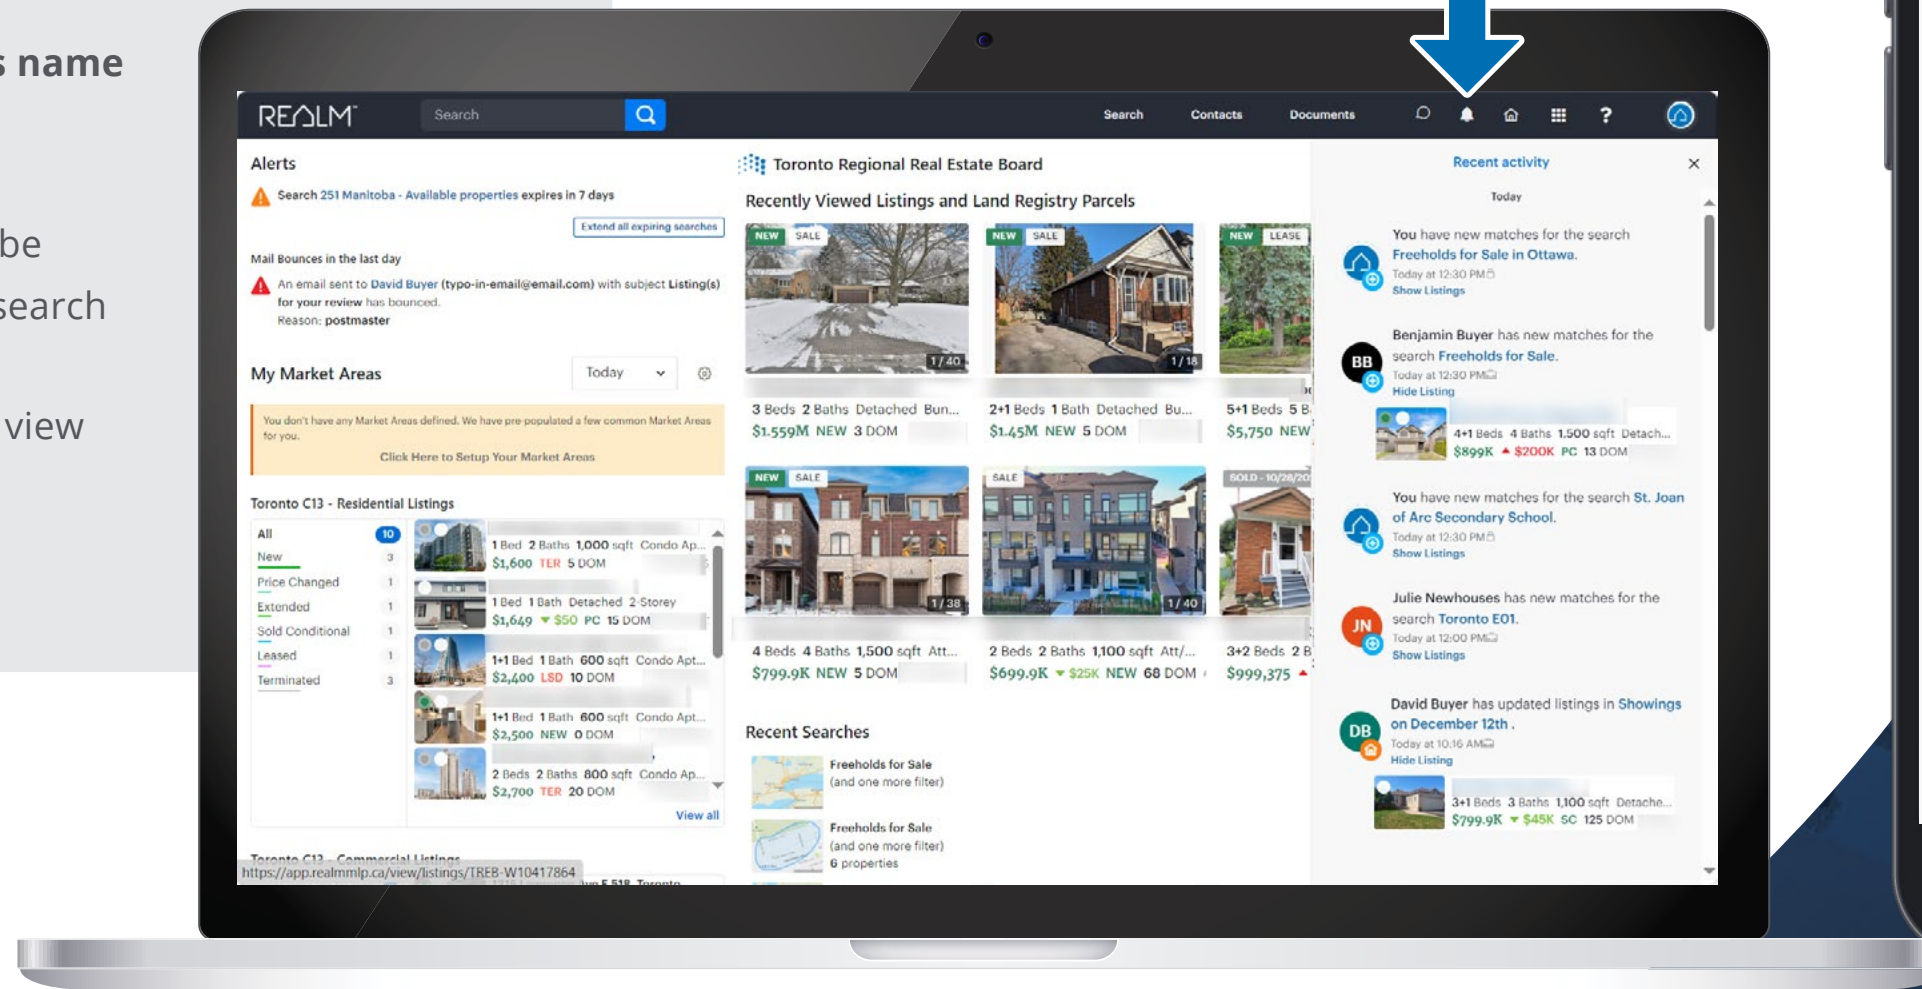 s name
be
search
view
REALM
Search
Search
Contacts
Documents
?
Alerts
Search 251 Manitoba - Available properties expires in 7 days
Extend all expiring searches
Mail Bounces in the last day
An email sent to David Buyer (typo-in-email@email.com) with subject Listing(s)
for your review has bounced.
Reason: postmaster
My Market Areas
Today
You don't have any Market Areas defined. We have pre-populated a few common Market Areas
for you.
Click Here to Setup Your Market Areas
Toronto C13 - Residential Listings
All 10
New 3
Price Changed 1
Extended 1
Sold Conditional 1
Leased 1
Terminated 3
1 Bed 2 Baths 1,000 sqft Condo Ap...
$1,600 TER 5 DOM
1 Bed 1 Bath Detached 2-Storey
$1,649 ▼ $50 PC 15 DOM
1+1 Bed 1 Bath 600 sqft Condo Apt...
$2,400 LSD 10 DOM
1+1 Bed 1 Bath 600 sqft Condo Apt...
$2,500 NEW 0 DOM
2 Beds 2 Baths 800 sqft Condo Ap...
$2,700 TER 20 DOM
View all
Toronto C13 - Commercial Listings
https://app.realmmlp.ca/view/listings/TREB-W10417864
Toronto Regional Real Estate Board
Recently Viewed Listings and Land Registry Parcels
NEW SALE
1/40
3 Beds 2 Baths Detached Bun...
$1.559M NEW 3 DOM
NEW SALE
1/18
2+1 Beds 1 Bath Detached Bu...
$1.45M NEW 5 DOM
NEW LEASE
5+1 Beds 5 B
$5,750 NEW
NEW SALE
1/38
4 Beds 4 Baths 1,500 sqft Att...
$799.9K NEW 5 DOM
SALE
1/40
2 Beds 2 Baths 1,100 sqft Att/...
$699.9K ▼ $25K NEW 68 DOM
SOLD - 10/28/20
3+2 Beds 2 B
$999,375 ▲
Recent Searches
Freeholds for Sale
(and one more filter)
Freeholds for Sale
(and one more filter)
6 properties
Recent activity
Today
You have new matches for the search
Freeholds for Sale in Ottawa.
Today at 12:30 PM
Show Listings
BB
Benjamin Buyer has new matches for the
search Freeholds for Sale.
Today at 12:30 PM
Hide Listing
4+1 Beds 4 Baths 1,500 sqft Detach...
$899K ▲ $200K PC 13 DOM
You have new matches for the search St. Joan
of Arc Secondary School.
Today at 12:30 PM
Show Listings
JN
Julie Newhouses has new matches for the
search Toronto E01.
Today at 12:00 PM
Show Listings
DB
David Buyer has updated listings in Showings
on December 12th .
Today at 10:16 AM
Hide Listing
3+1 Beds 3 Baths 1,100 sqft Detache...
$799.9K ▼ $45K SC 125 DOM